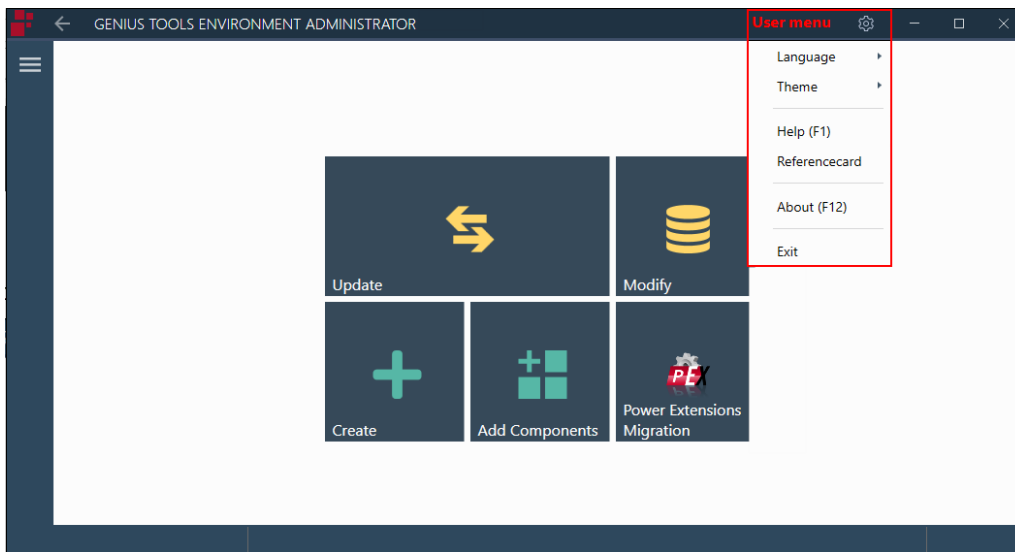 GENIUS TOOLS ENVIRONMENT ADMINISTRATOR
User menu
Language
Theme
Help (F1)
Referencecard
About (F12)
Exit
Update
Modify
Create
Add Components
PEX
Power Extensions
Migration